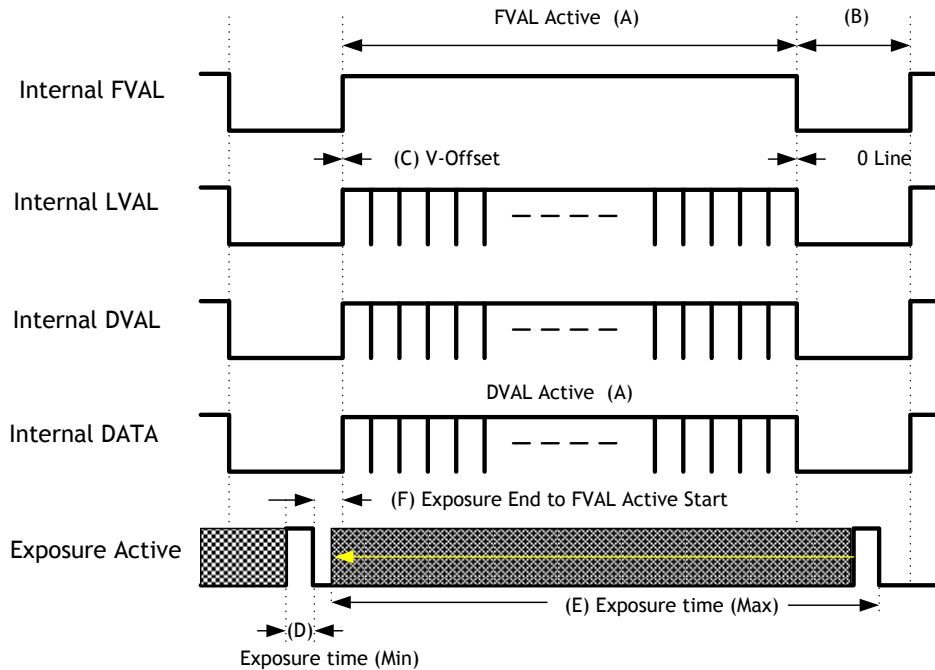 FVAL Active (A)
(B)
Internal FVAL
(C) V-Offset
0 Line
Internal LVAL
Internal DVAL
DVAL Active (A)
Internal DATA
(F) Exposure End to FVAL Active Start
Exposure Active
(E) Exposure time (Max)
(D)
Exposure time (Min)